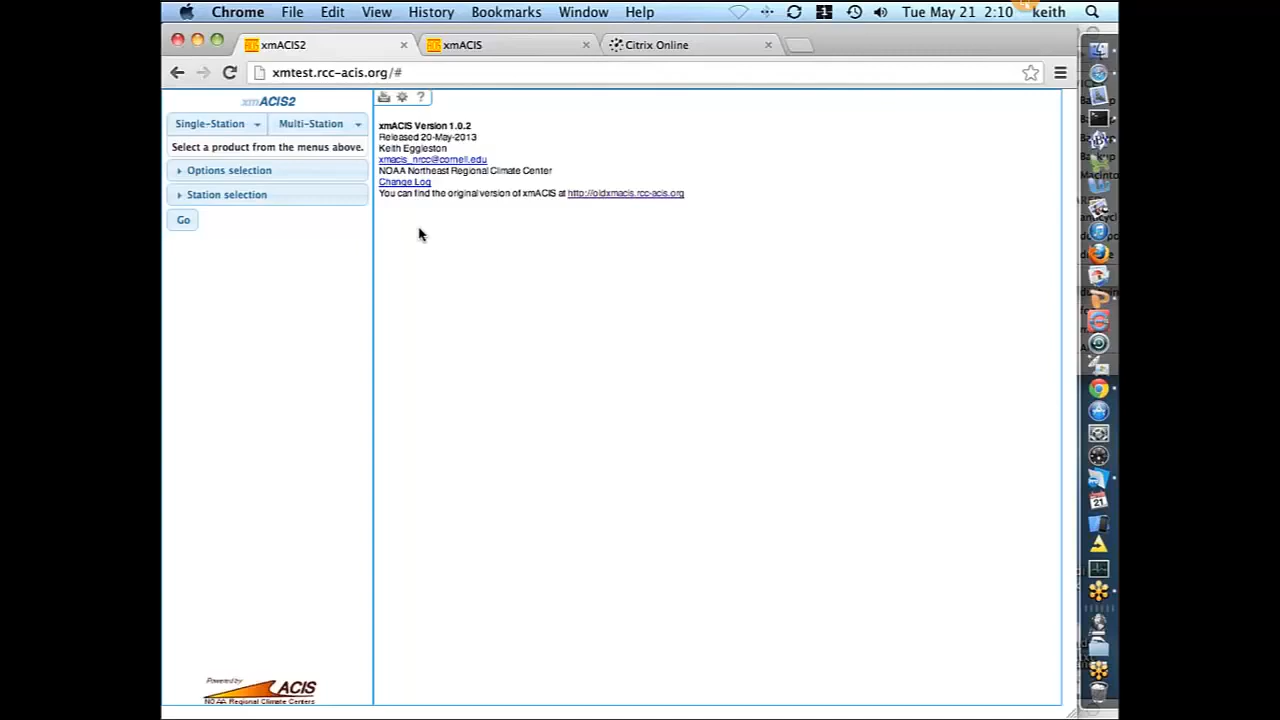 Chrome File Edit View History Bookmarks Window Help Tue May 21 2:10 keith
xmACIS2 xmACIS Citrix Online
xmtest.rcc-acis.org/#
xmACIS2
Single-Station Multi-Station
Select a product from the menus above.
Options selection
Station selection
Go
?
xmACIS Version 1.0.2
Released 20-May-2013
Keith Eggleston
xmacis_nrcc@cornell.edu
NOAA Northeast Regional Climate Center
Change Log
You can find the original version of xmACIS at http://oldxmacis.rcc-acis.org
Powered by
ACIS
NOAA Regional Climate Centers
21